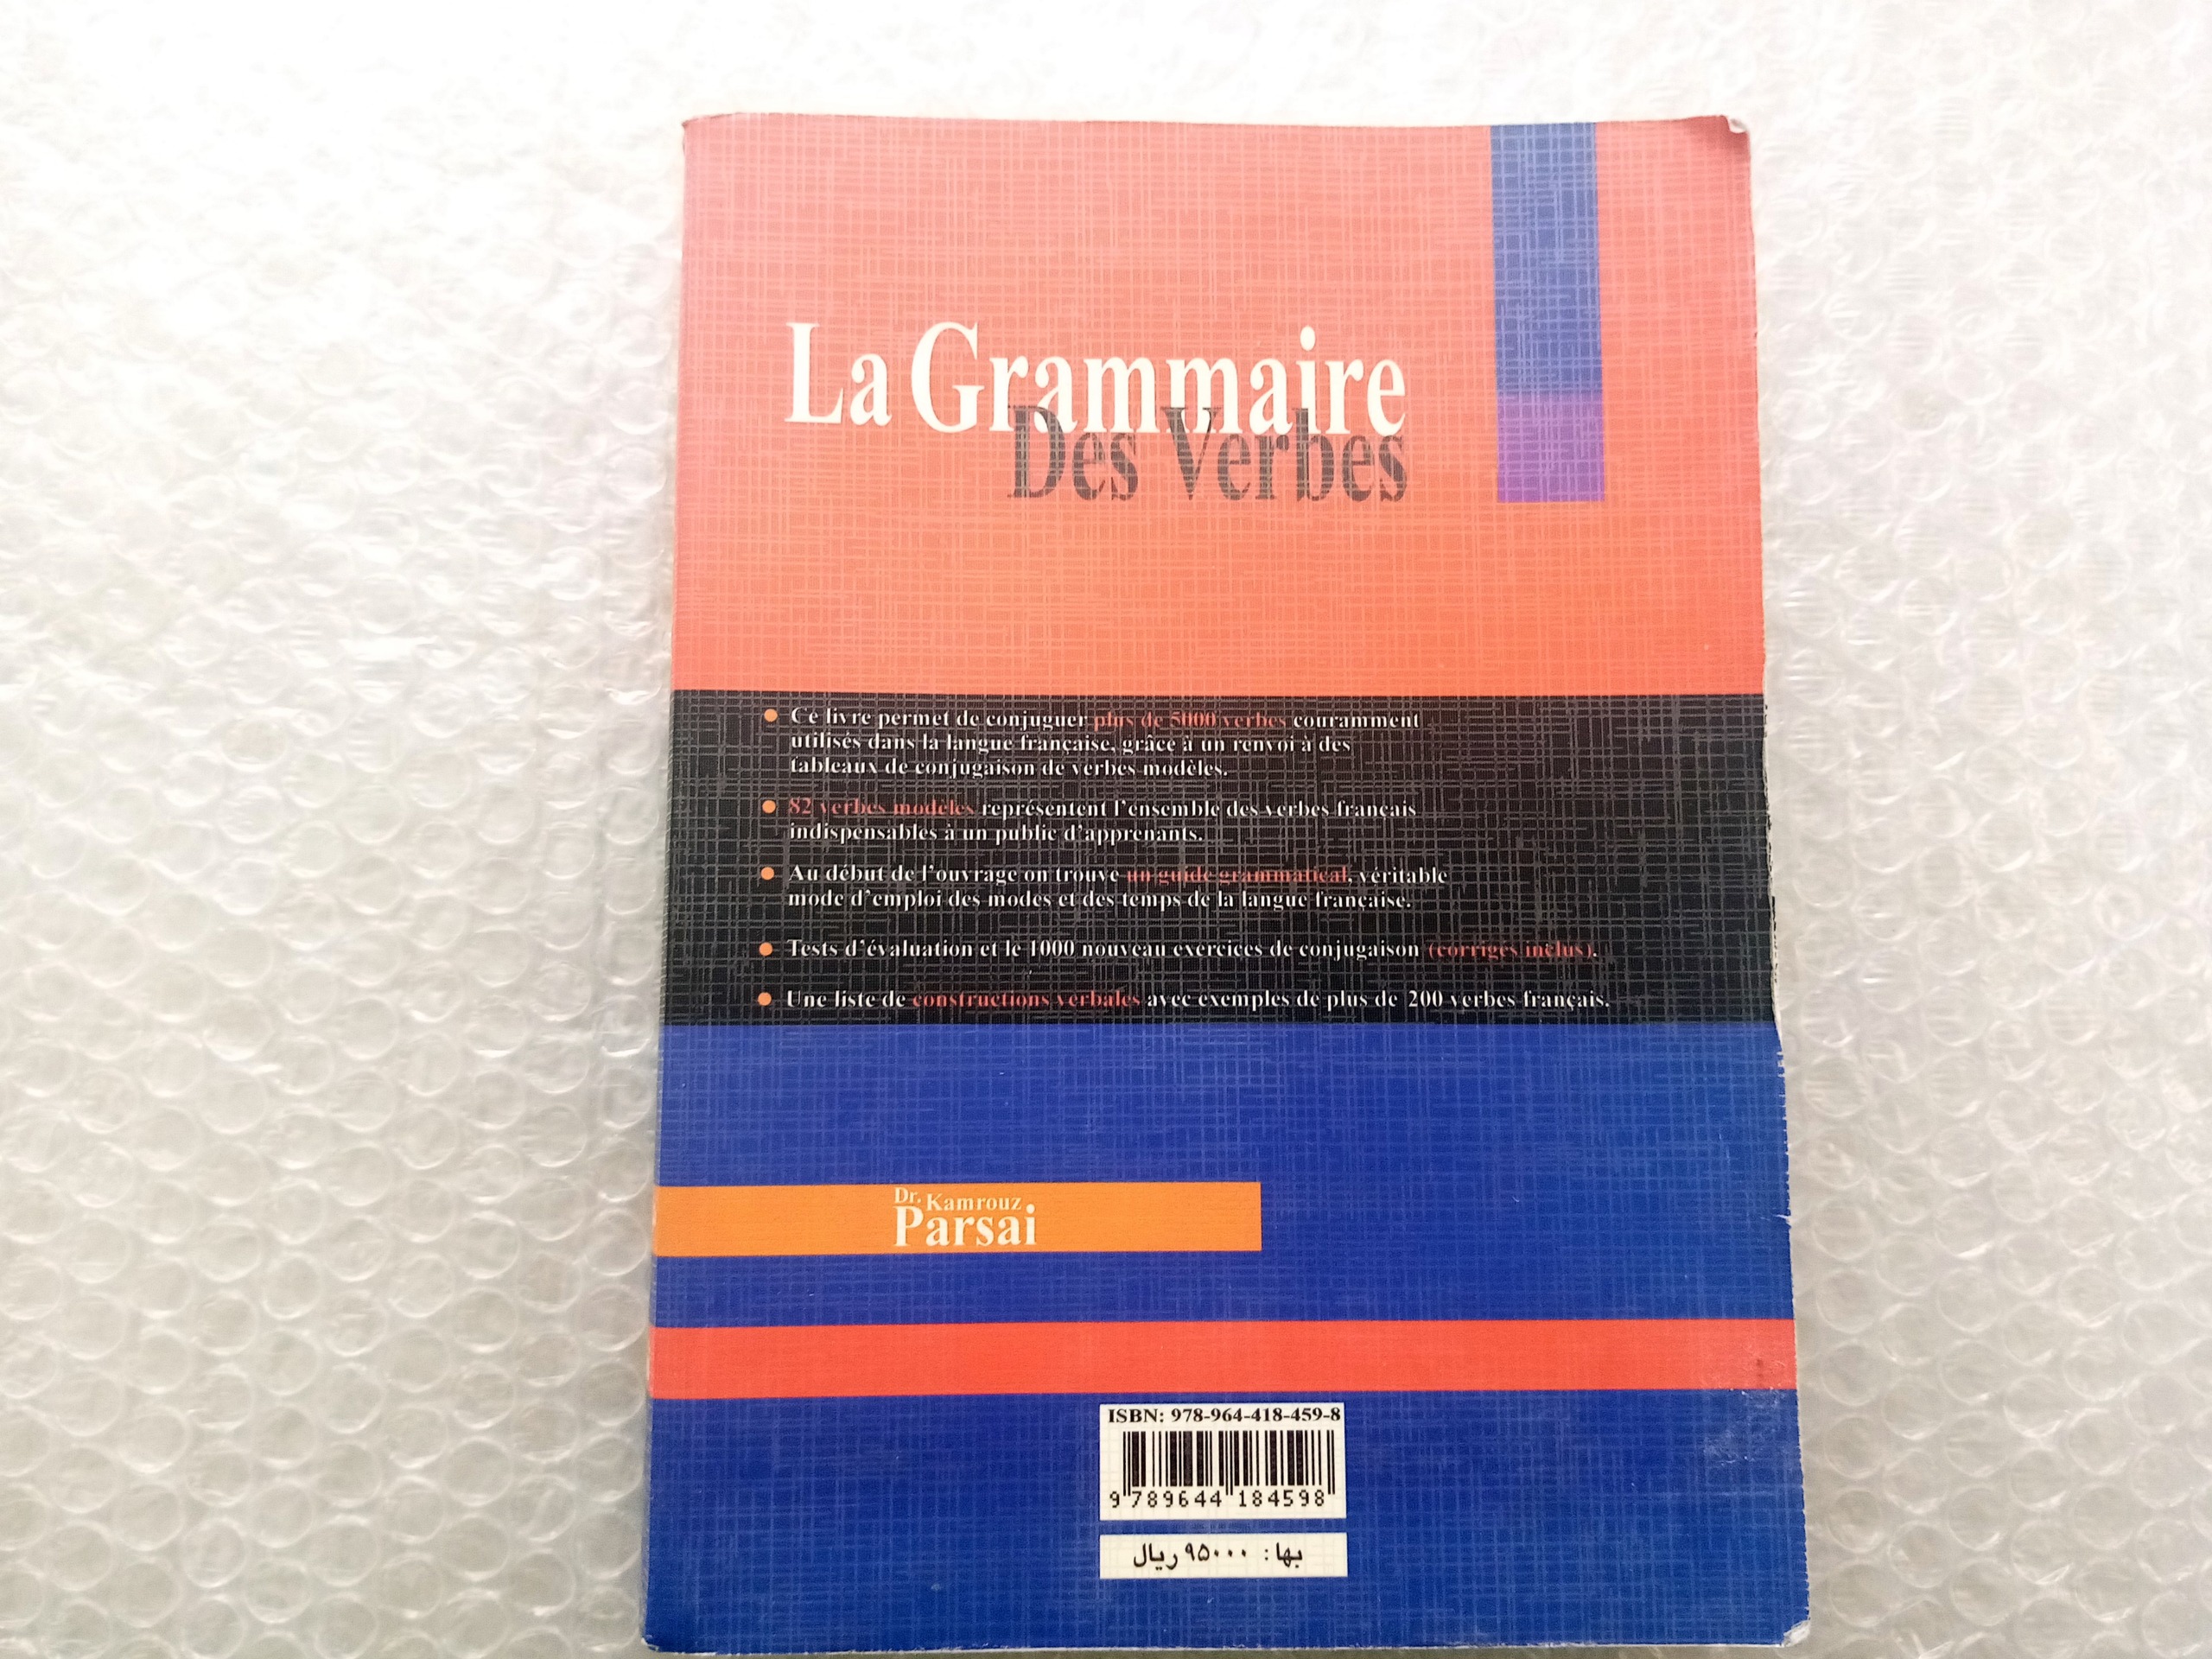 La Grammaire
Des Verbes
Ce livre permet de conjuguer plus de 5000 verbes couramment
utilisés dans la langue française, grâce à un renvoi à des
tableaux de conjugaison de verbes modèles.
82 verbes modèles représentent l'ensemble des verbes français
indispensables à un public d'apprenants.
Au début de l'ouvrage on trouve un guide grammatical, véritable
mode d'emploi des modes et des temps de la langue française.
Tests d'évaluation et le 1000 nouveau exercices de conjugaison (corrigés inclus).
Une liste de constructions verbales avec exemples de plus de 200 verbes français.
Dr. Kamrouz
Parsai
ISBN: 978-964-418-459-8
9 789644 184598
بها: ۹۵۰۰۰ ریال